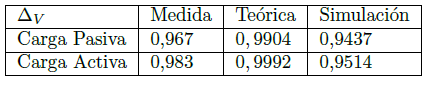 Δ_V Medida Teórica Simulación
Carga Pasiva 0,967 0,9904 0,9437
Carga Activa 0,983 0,9992 0,9514